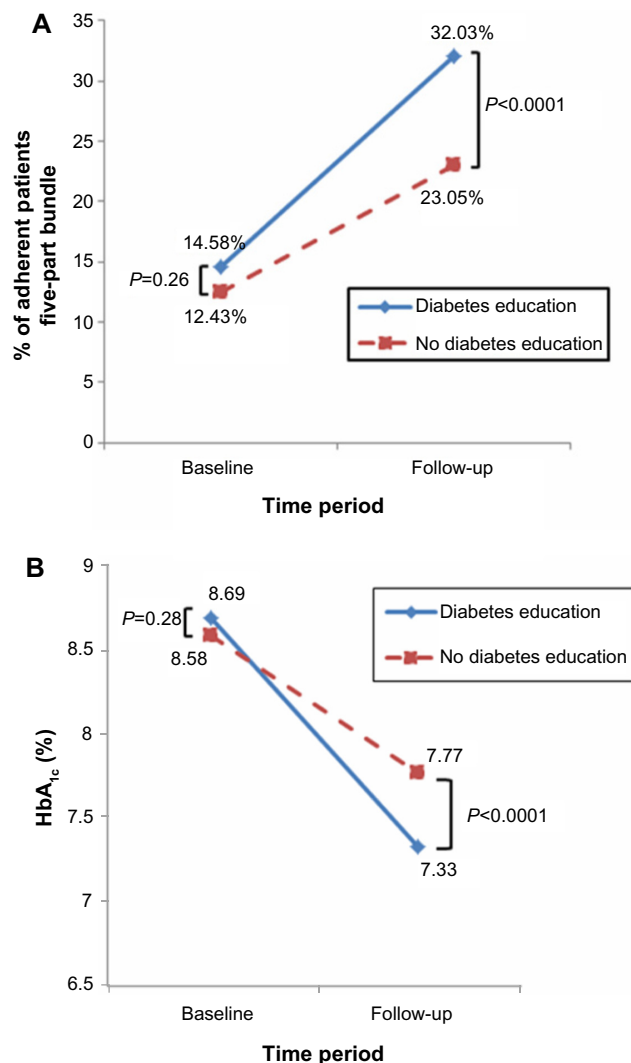 A
32.03%
35
30
P<0.0001
25
20
23.05%
15
14.58%
P=0.26
12.43%
10
5
0
% of adherent patients
five-part bundle
Diabetes education
No diabetes education
Baseline
Follow-up
Time period
B
9
8.69
P=0.28
8.5
8.58
Diabetes education
No diabetes education
8
7.77
7.5
P<0.0001
7.33
7
6.5
HbA1c (%)
Baseline
Follow-up
Time period